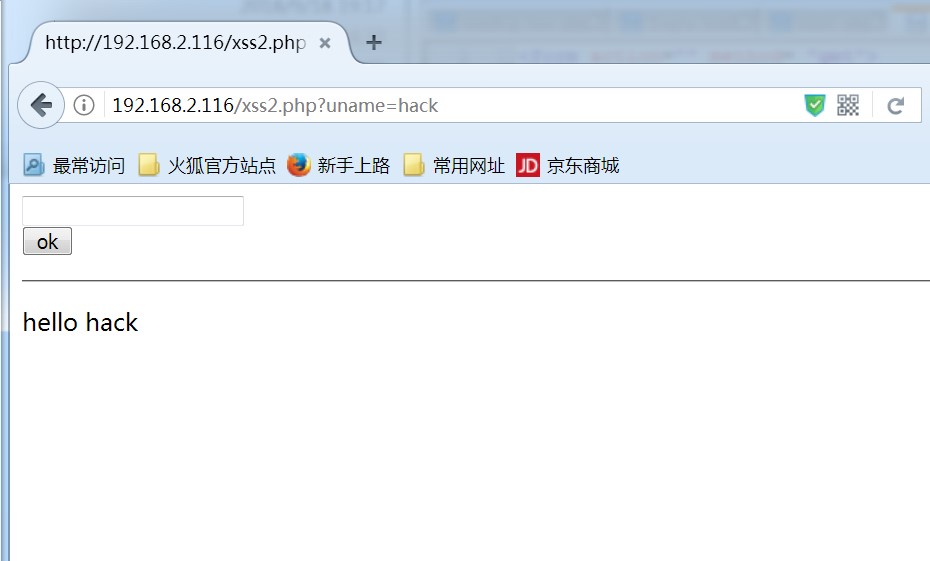 http://192.168.2.116/xss2.php
192.168.2.116/xss2.php?uname=hack
最常访问 火狐官方站点 新手上路 常用网址 JD 京东商城
ok
hello hack